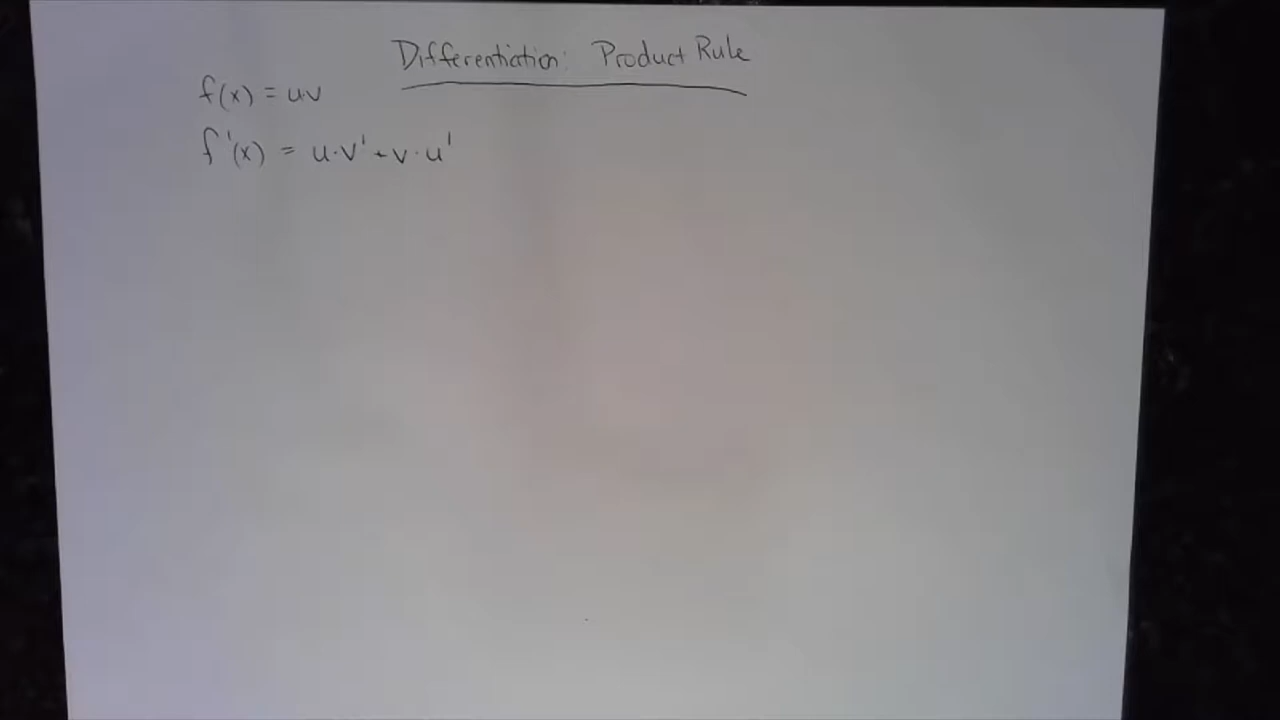 Differentiation: Product Rule
f(x) = u·v
f'(x) = u·v' + v·u'